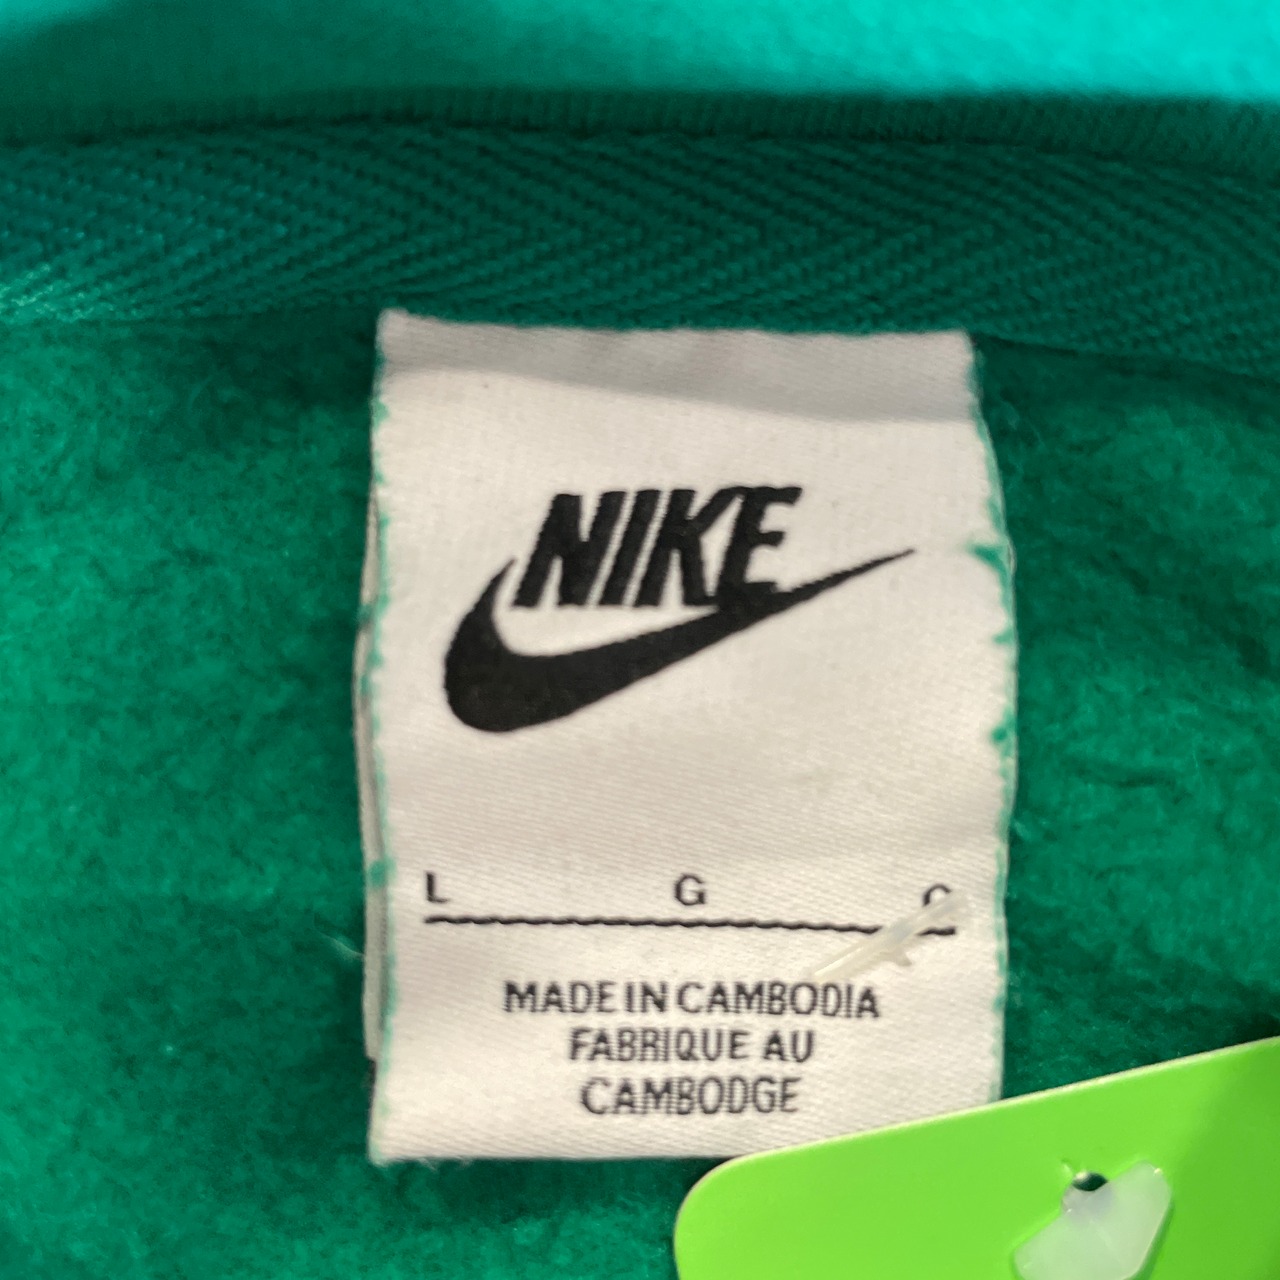 NIKE
L G G
MADE IN CAMBODIA
FABRIQUE AU
CAMBODGE